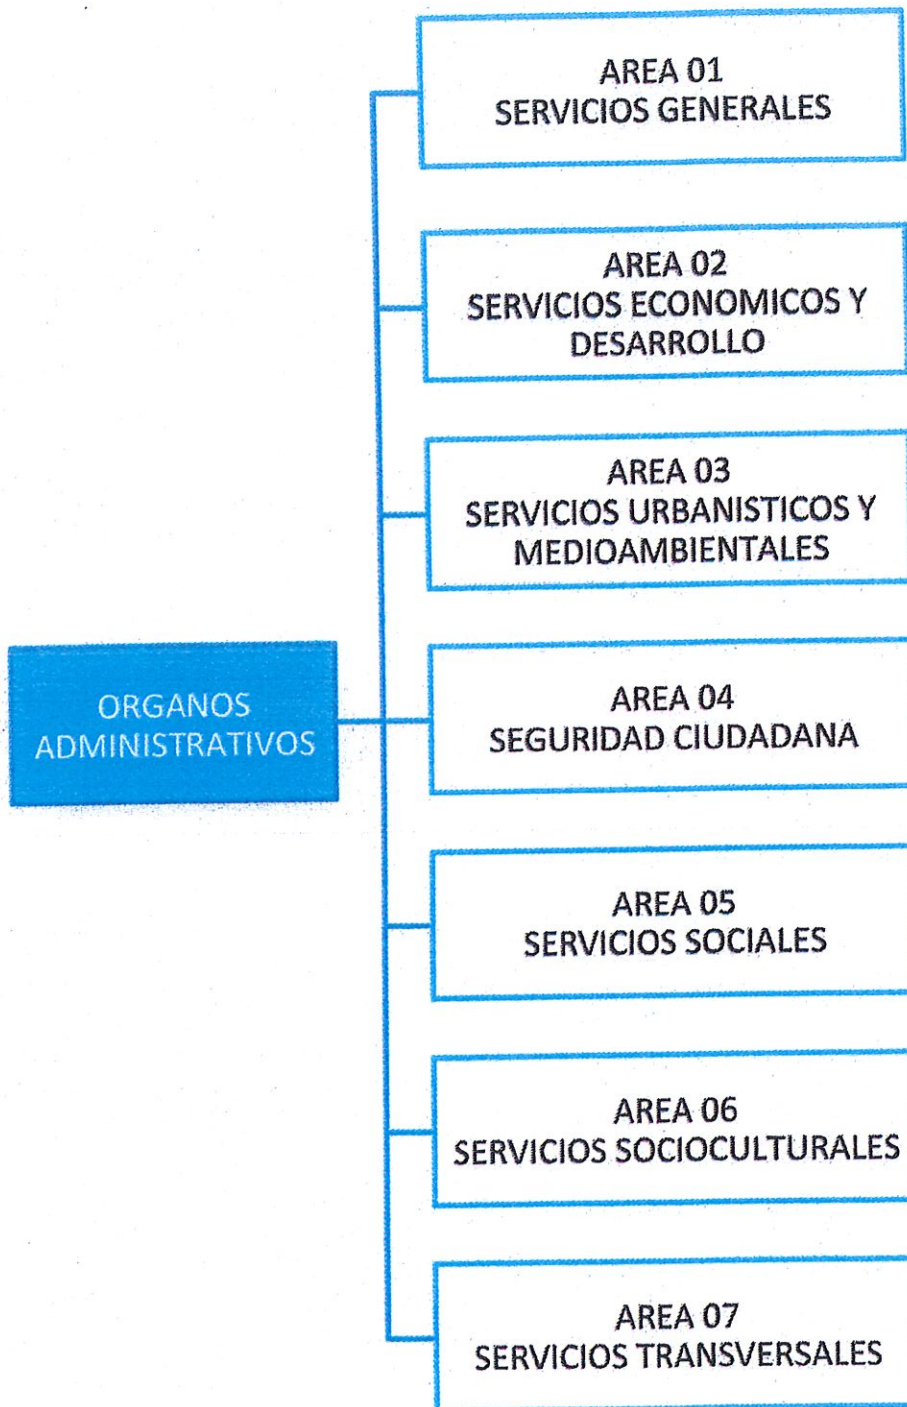 AREA 01
SERVICIOS GENERALES
AREA 02
SERVICIOS ECONOMICOS Y
DESARROLLO
AREA 03
SERVICIOS URBANISTICOS Y
MEDIOAMBIENTALES
ORGANOS
ADMINISTRATIVOS
AREA 04
SEGURIDAD CIUDADANA
AREA 05
SERVICIOS SOCIALES
AREA 06
SERVICIOS SOCIOCULTURALES
AREA 07
SERVICIOS TRANSVERSALES